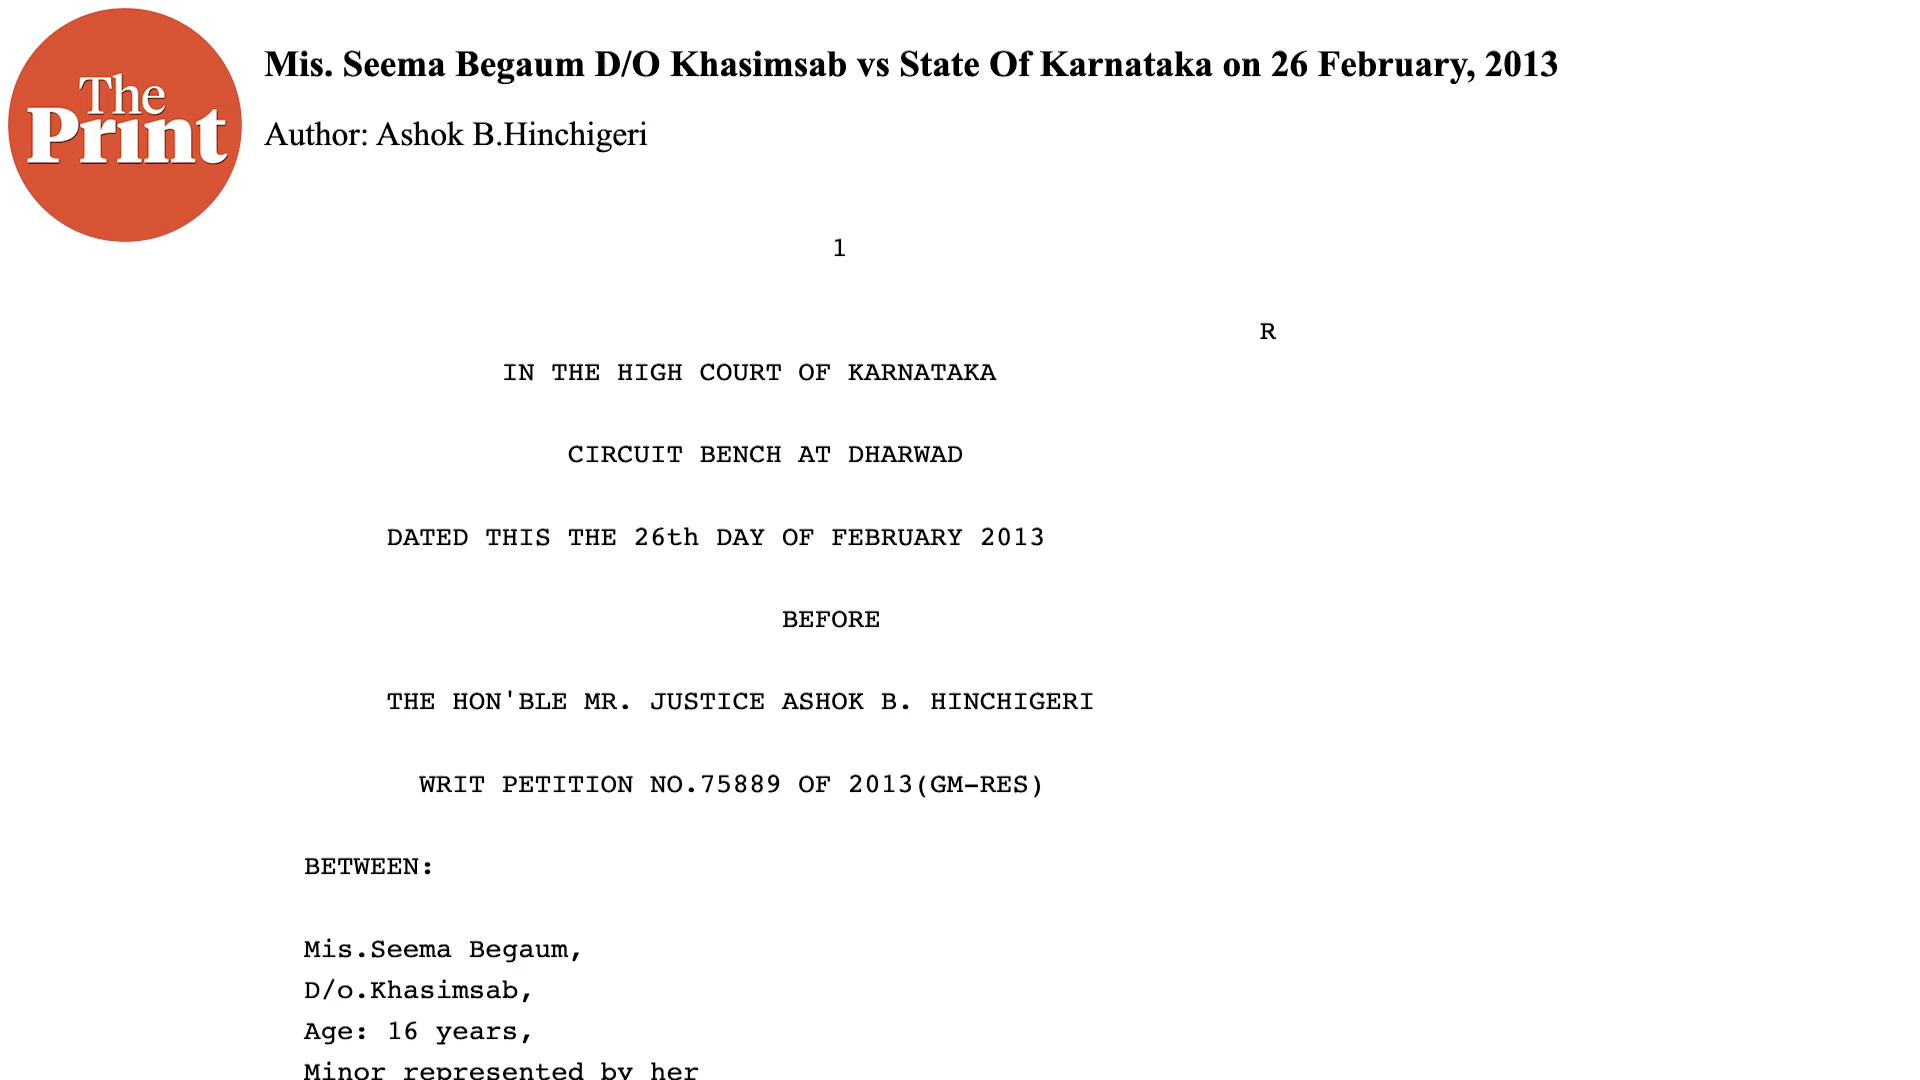 The
Print
Mis. Seema Begaum D/O Khasimsab vs State Of Karnataka on 26 February, 2013
Author: Ashok B.Hinchigeri
1
R
IN THE HIGH COURT OF KARNATAKA
CIRCUIT BENCH AT DHARWAD
DATED THIS THE 26th DAY OF FEBRUARY 2013
BEFORE
THE HON'BLE MR. JUSTICE ASHOK B. HINCHIGERI
WRIT PETITION NO.75889 OF 2013(GM-RES)
BETWEEN:
Mis.Seema Begaum,
D/o.Khasimsab,
Age: 16 years,
Minor represented by her